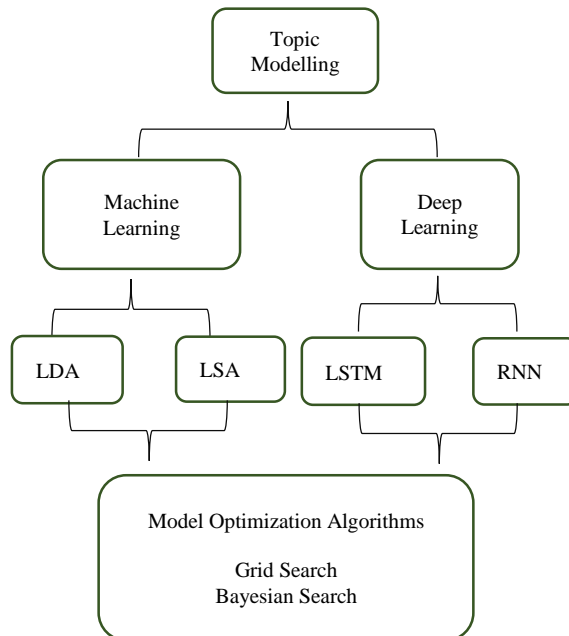 Topic
Modelling
Machine
Learning
Deep
Learning
LDA
LSA
LSTM
RNN
Model Optimization Algorithms
Grid Search
Bayesian Search